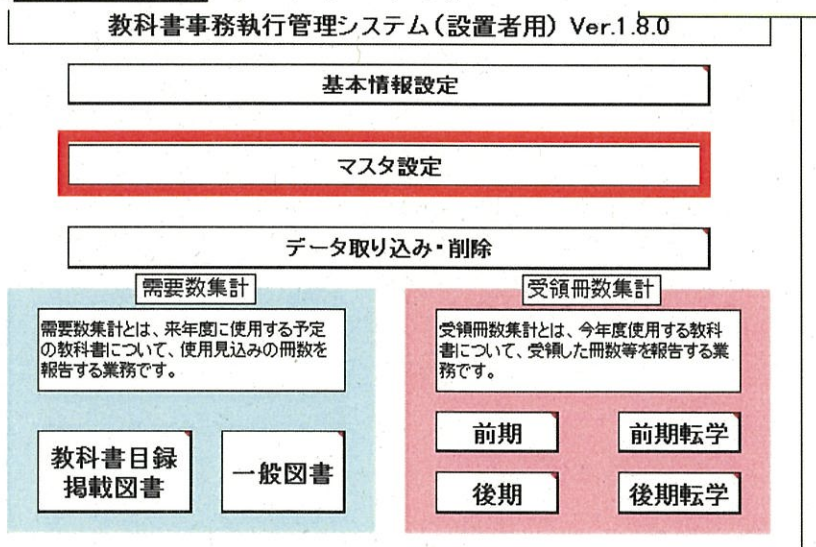 教科書事務執行管理システム(設置者用) Ver.1.8.0
基本情報設定
マスタ設定
データ取り込み・削除
需要数集計
需要数集計とは、来年度に使用する予定
の教科書について、使用見込みの冊数を
報告する業務です。
教科書目録
掲載図書
一般図書
受領冊数集計
受領冊数集計とは、今年度使用する教科
書について、受領した冊数等を報告する業
務です。
前期
前期転学
後期
後期転学